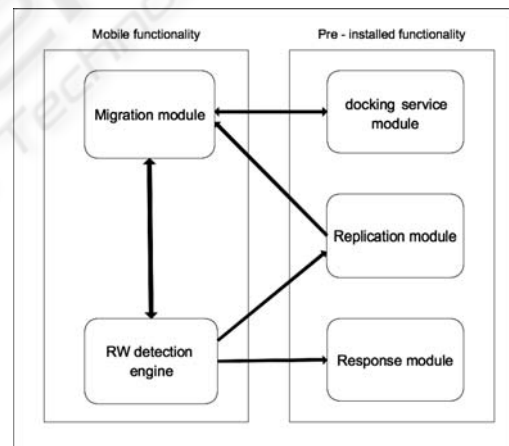 Mobile functionality
Pre - installed functionality
Migration module
docking service
module
Replication module
RW detection
engine
Response module